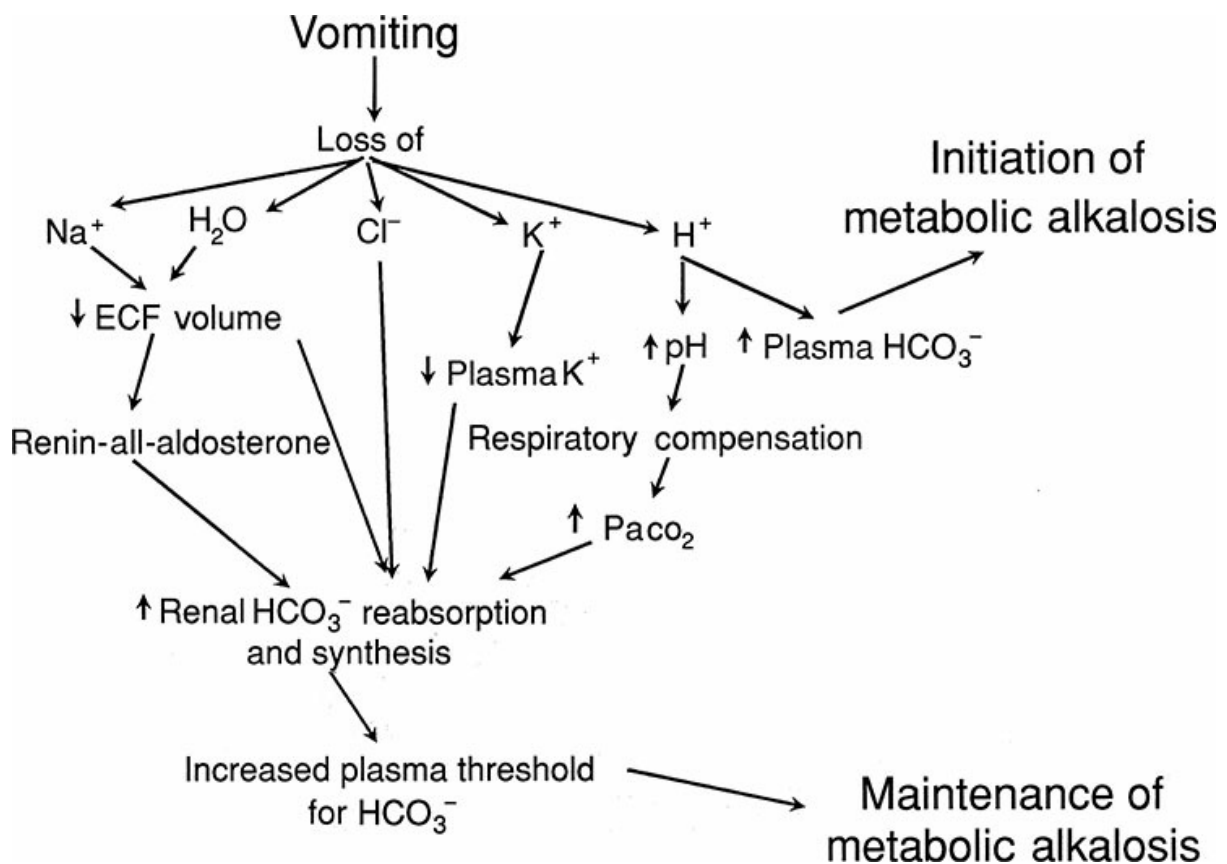 Vomiting
Loss of
Na⁺ H₂O Cl⁻ K⁺ H⁺
Initiation of
metabolic alkalosis
↓ ECF volume
↑ pH ↑ Plasma HCO₃⁻
↓ Plasma K⁺
Renin-all-aldosterone
Respiratory compensation
↑ Paco₂
↑ Renal HCO₃⁻ reabsorption
and synthesis
Increased plasma threshold
for HCO₃⁻
Maintenance of
metabolic alkalosis